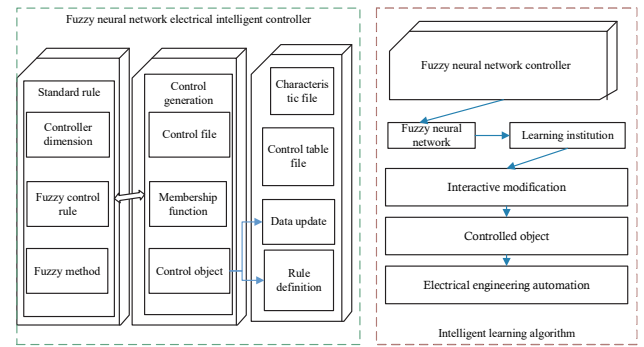 Fuzzy neural network electrical intelligent controller
Standard rule
Controller
dimension
Fuzzy control
rule
Fuzzy method
Control
generation
Control file
Membership
function
Control object
Characteris
tic file
Control table
file
Data update
Rule
definition
Fuzzy neural network controller
Fuzzy neural
network
Learning institution
Interactive modification
Controlled object
Electrical engineering automation
Intelligent learning algorithm